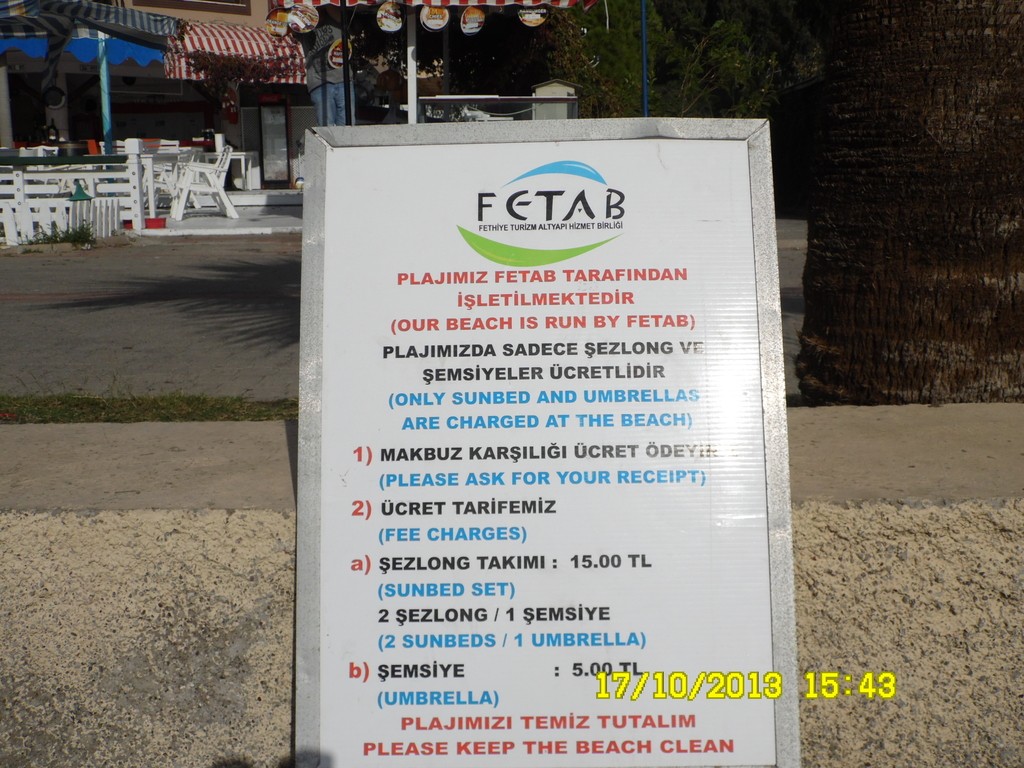 FETAB
FETHİYE TURİZM ALTYAPI HİZMET BİRLİĞİ
PLAJIMIZ FETAB TARAFINDAN
İŞLETİLMEKTEDİR
(OUR BEACH IS RUN BY FETAB)
PLAJIMIZDA SADECE ŞEZLONG VE
ŞEMSİYELER ÜCRETLİDİR
(ONLY SUNBED AND UMBRELLAS
ARE CHARGED AT THE BEACH)
1) MAKBUZ KARŞILIĞI ÜCRET
(PLEASE ASK FOR YOUR RECEIPT)
2) ÜCRET TARİFEMİZ
(FEE CHARGES)
a) ŞEZLONG TAKIMI : 15.00 TL
(SUNBED SET)
2 ŞEZLONG / 1 ŞEMSİYE
(2 SUNBEDS / 1 UMBRELLA)
b) ŞEMSİYE : 5.00 TL
(UMBRELLA)
17/10/2013 15:43
PLAJIMIZI TEMİZ TUTALIM
PLEASE KEEP THE BEACH CLEAN